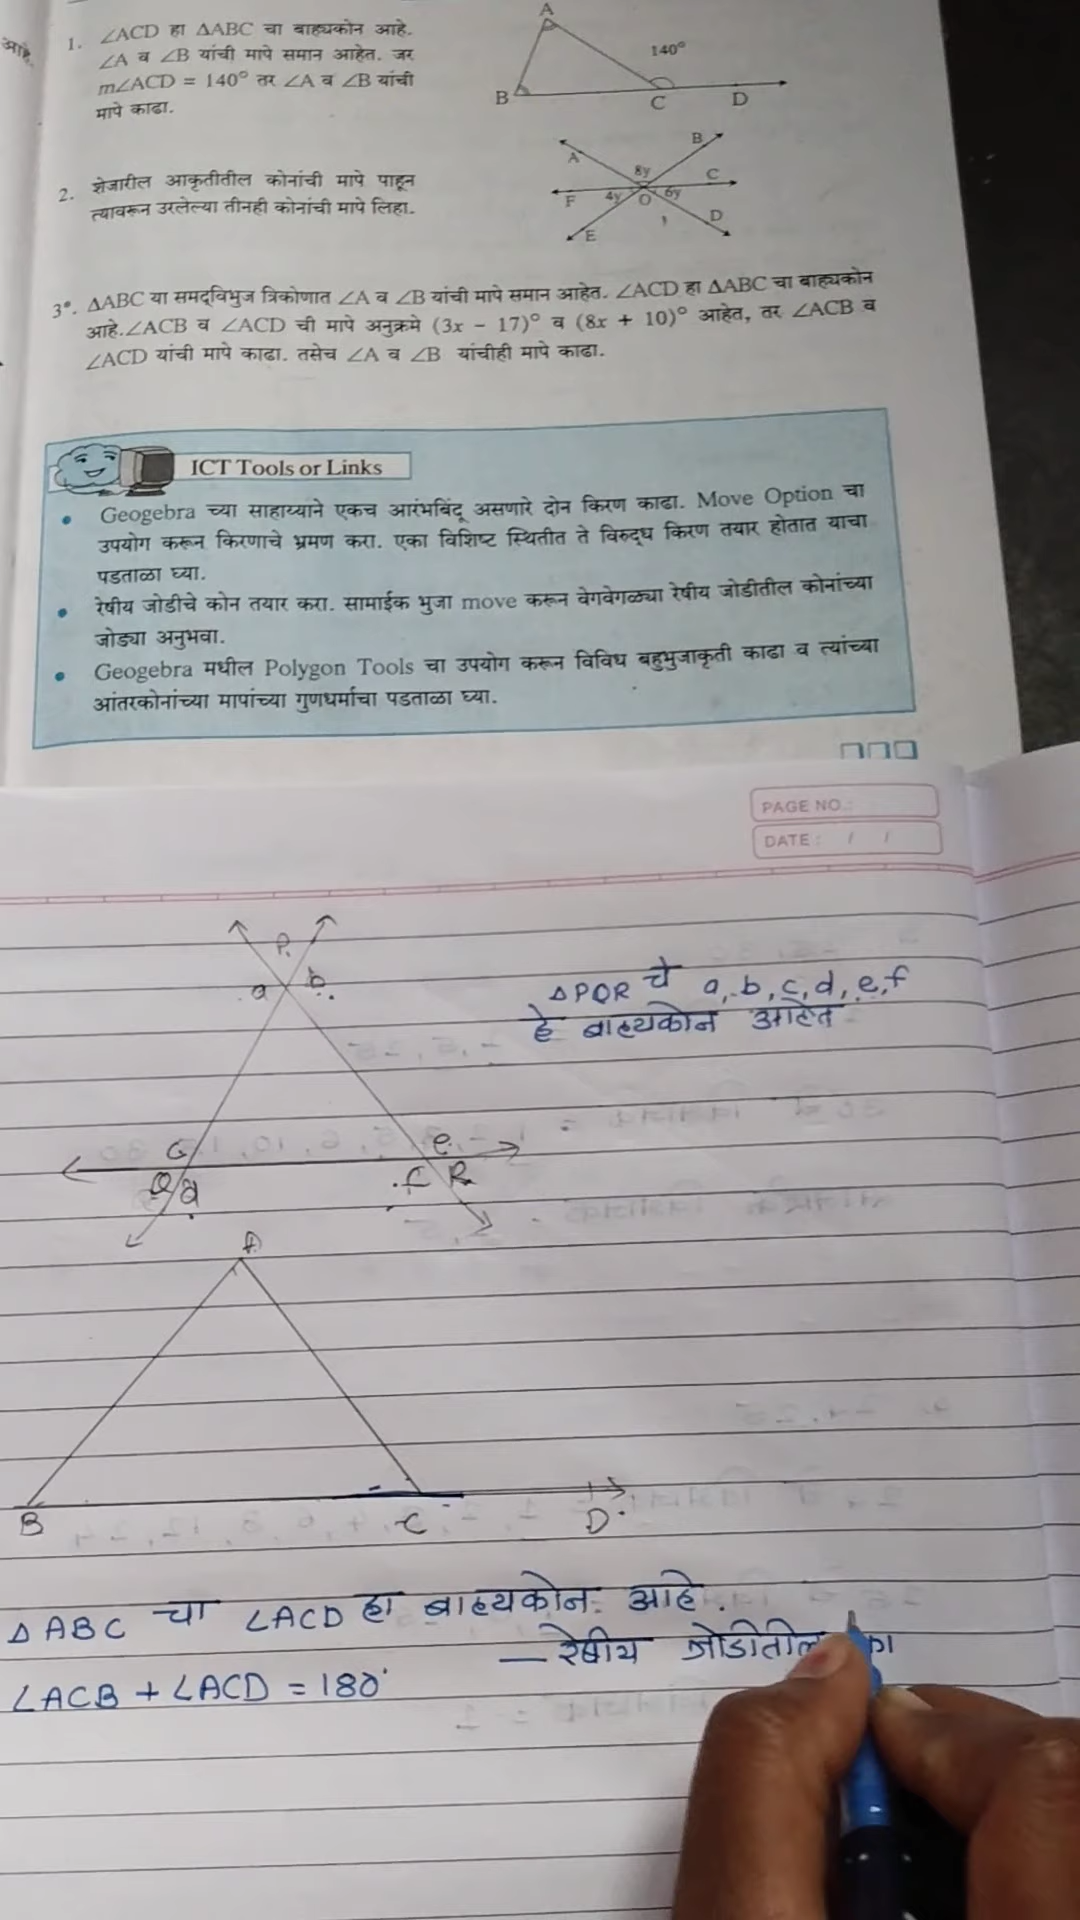 आहे.
1. ∠ACD हा ΔABC चा बाह्यकोन आहे.
∠A व ∠B यांची मापे समान आहेत. जर
m∠ACD = 140° तर ∠A व ∠B यांची
मापे काढा.
A
140°
B
C
D
2. शेजारील आकृतीतील कोनांची मापे पाहून
त्यावरून उरलेल्या तीनही कोनांची मापे लिहा.
A
B
8y
C
F
4y
O
6y
D
E
3*. ΔABC या समद्विभुज त्रिकोणात ∠A व ∠B यांची मापे समान आहेत. ∠ACD हा ΔABC चा बाह्यकोन
आहे.∠ACB व ∠ACD ची मापे अनुक्रमे (3x − 17)° व (8x + 10)° आहेत, तर ∠ACB व
∠ACD यांची मापे काढा. तसेच ∠A व ∠B यांचीही मापे काढा.
ICT Tools or Links
• Geogebra च्या साहाय्याने एकच आरंभबिंदू असणारे दोन किरण काढा. Move Option चा
उपयोग करून किरणाचे भ्रमण करा. एका विशिष्ट स्थितीत ते विरुद्ध किरण तयार होतात याचा
पडताळा घ्या.
• रेषीय जोडीचे कोन तयार करा. सामाईक भुजा move करून वेगवेगळ्या रेषीय जोडीतील कोनांच्या
जोड्या अनुभवा.
• Geogebra मधील Polygon Tools चा उपयोग करून विविध बहुभुजाकृती काढा व त्यांच्या
आंतरकोनांच्या मापांच्या गुणधर्माचा पडताळा घ्या.
PAGE NO.:
DATE: / /
P
a
b
ΔPQR चे a, b, c, d, e, f
हे बाह्यकोन आहेत
C
e
Q
d
f
R
A
B
C
D
ΔABC चा ∠ACD हा बाह्यकोन आहे.
— रेषीय जोडीतील का
∠ACB + ∠ACD = 180°